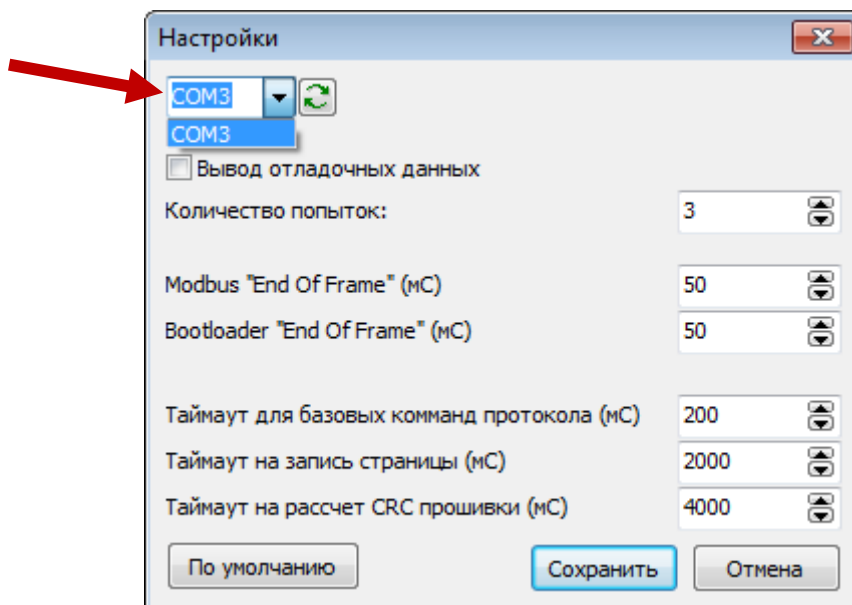 Настройки
COM3
COM3
Вывод отладочных данных
Количество попыток: 3
Modbus "End Of Frame" (мС) 50
Bootloader "End Of Frame" (мС) 50
Таймаут для базовых комманд протокола (мС) 200
Таймаут на запись страницы (мС) 2000
Таймаут на рассчет CRC прошивки (мС) 4000
По умолчанию Сохранить Отмена